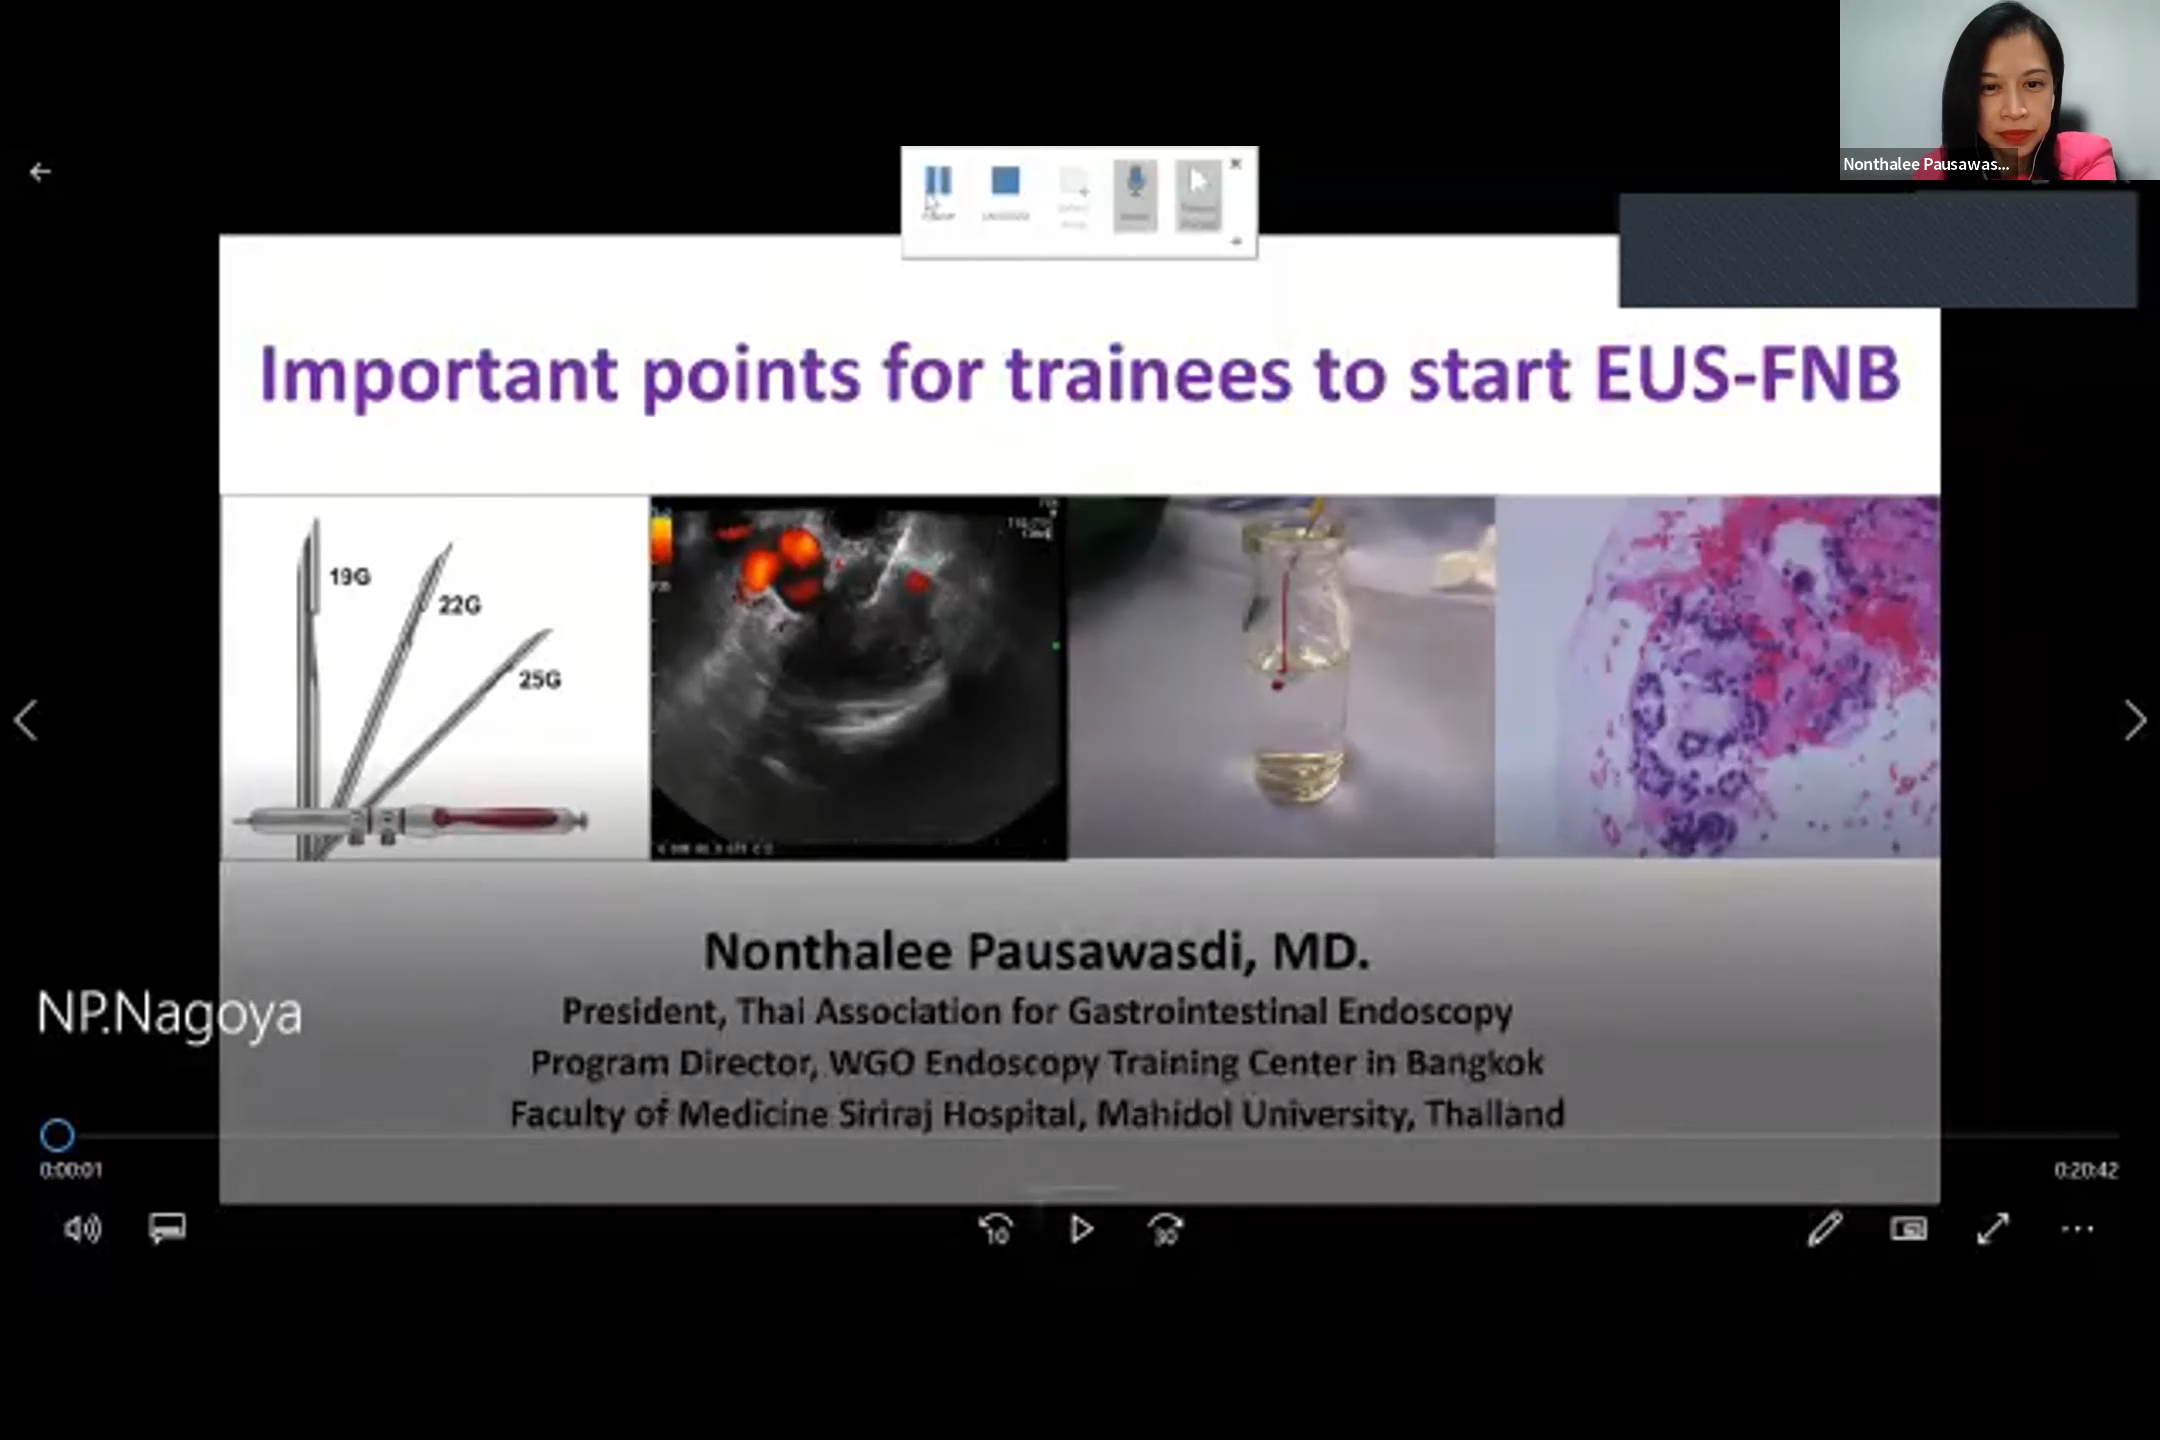 Nonthalee Pausawas...
Important points for trainees to start EUS-FNB
19G
22G
25G
Nonthalee Pausawasdi, MD.
President, Thai Association for Gastrointestinal Endoscopy
Program Director, WGO Endoscopy Training Center in Bangkok
Faculty of Medicine Siriraj Hospital, Mahidol University, Thailand
NP.Nagoya
0:00:01
0:20:42
10
30